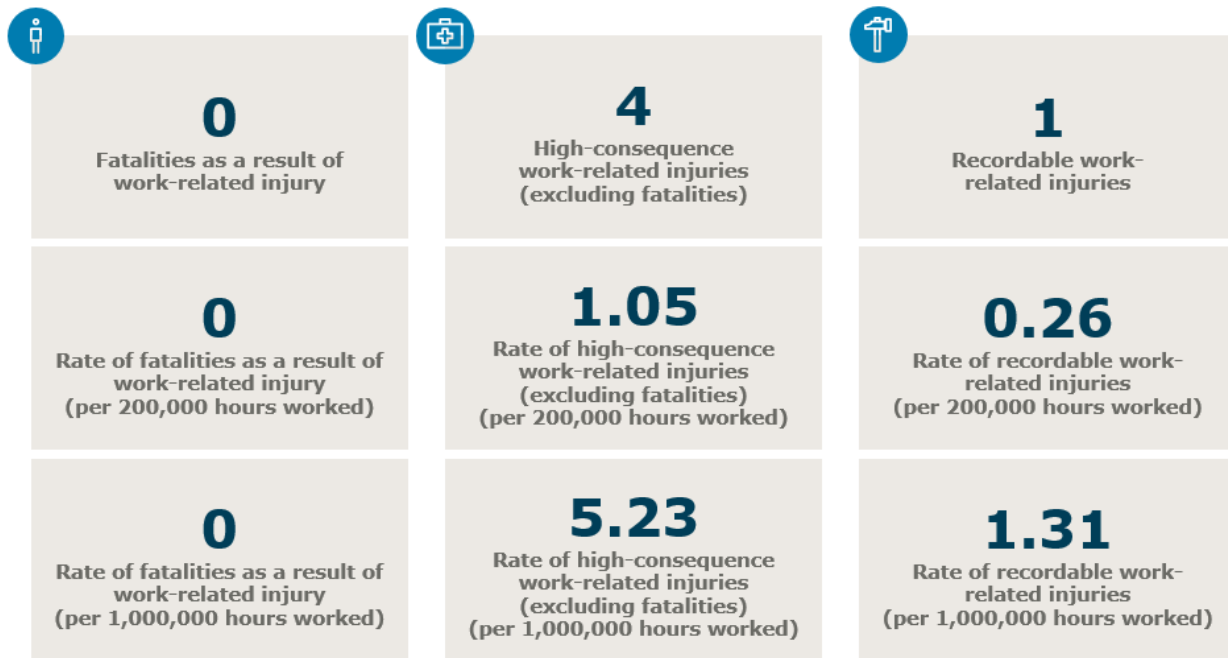 0
Fatalities as a result of
work-related injury
4
High-consequence
work-related injuries
(excluding fatalities)
1
Recordable work-
related injuries
0
Rate of fatalities as a result of
work-related injury
(per 200,000 hours worked)
1.05
Rate of high-consequence
work-related injuries
(excluding fatalities)
(per 200,000 hours worked)
0.26
Rate of recordable work-
related injuries
(per 200,000 hours worked)
0
Rate of fatalities as a result of
work-related injury
(per 1,000,000 hours worked)
5.23
Rate of high-consequence
work-related injuries
(excluding fatalities)
(per 1,000,000 hours worked)
1.31
Rate of recordable work-
related injuries
(per 1,000,000 hours worked)